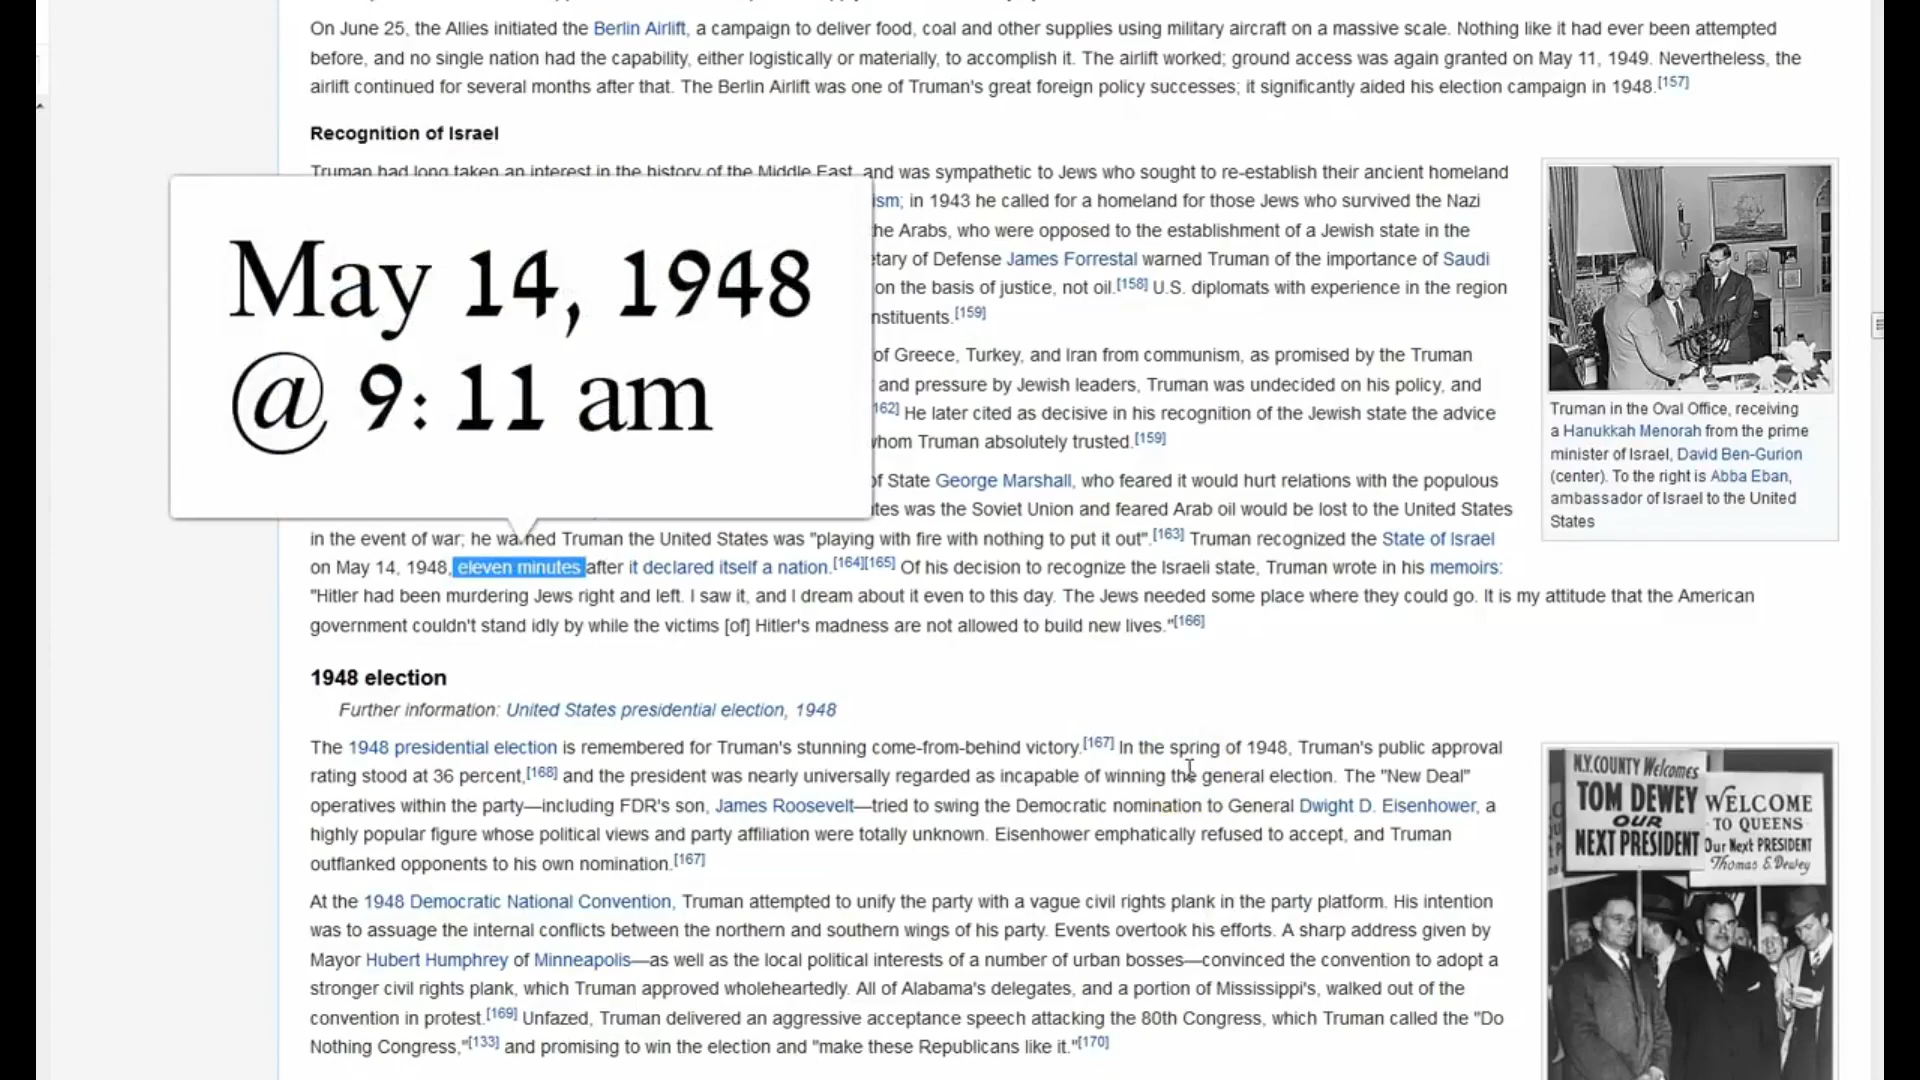 On June 25, the Allies initiated the Berlin Airlift, a campaign to deliver food, coal and other supplies using military aircraft on a massive scale. Nothing like it had ever been attempted
before, and no single nation had the capability, either logistically or materially, to accomplish it. The airlift worked; ground access was again granted on May 11, 1949. Nevertheless, the
airlift continued for several months after that. The Berlin Airlift was one of Truman's great foreign policy successes; it significantly aided his election campaign in 1948.[157]
Recognition of Israel
Truman had long taken an interest in the history of the Middle East, and was sympathetic to Jews who sought to re-establish their ancient homeland
ism; in 1943 he called for a homeland for those Jews who survived the Nazi
he Arabs, who were opposed to the establishment of a Jewish state in the
etary of Defense James Forrestal warned Truman of the importance of Saudi
on the basis of justice, not oil.[158] U.S. diplomats with experience in the region
nstituents.[159]
of Greece, Turkey, and Iran from communism, as promised by the Truman
and pressure by Jewish leaders, Truman was undecided on his policy, and
162] He later cited as decisive in his recognition of the Jewish state the advice
whom Truman absolutely trusted.[159]
of State George Marshall, who feared it would hurt relations with the populous
tes was the Soviet Union and feared Arab oil would be lost to the United States
in the event of war; he warned Truman the United States was "playing with fire with nothing to put it out".[163] Truman recognized the State of Israel
on May 14, 1948, eleven minutes after it declared itself a nation.[164][165] Of his decision to recognize the Israeli state, Truman wrote in his memoirs:
"Hitler had been murdering Jews right and left. I saw it, and I dream about it even to this day. The Jews needed some place where they could go. It is my attitude that the American
government couldn't stand idly by while the victims [of] Hitler's madness are not allowed to build new lives."[166]
May 14, 1948
@ 9:11 am
Truman in the Oval Office, receiving
a Hanukkah Menorah from the prime
minister of Israel, David Ben-Gurion
(center). To the right is Abba Eban,
ambassador of Israel to the United
States
1948 election
Further information: United States presidential election, 1948
The 1948 presidential election is remembered for Truman's stunning come-from-behind victory.[167] In the spring of 1948, Truman's public approval
rating stood at 36 percent,[168] and the president was nearly universally regarded as incapable of winning the general election. The "New Deal"
operatives within the party—including FDR's son, James Roosevelt—tried to swing the Democratic nomination to General Dwight D. Eisenhower, a
highly popular figure whose political views and party affiliation were totally unknown. Eisenhower emphatically refused to accept, and Truman
outflanked opponents to his own nomination.[167]
At the 1948 Democratic National Convention, Truman attempted to unify the party with a vague civil rights plank in the party platform. His intention
was to assuage the internal conflicts between the northern and southern wings of his party. Events overtook his efforts. A sharp address given by
Mayor Hubert Humphrey of Minneapolis—as well as the local political interests of a number of urban bosses—convinced the convention to adopt a
stronger civil rights plank, which Truman approved wholeheartedly. All of Alabama's delegates, and a portion of Mississippi's, walked out of the
convention in protest.[169] Unfazed, Truman delivered an aggressive acceptance speech attacking the 80th Congress, which Truman called the "Do
Nothing Congress,"[133] and promising to win the election and "make these Republicans like it."[170]
N.Y. COUNTY Welcomes
TOM DEWEY
OUR
NEXT PRESIDENT
WELCOME
TO QUEENS
Our Next PRESIDENT
Thomas E. Dewey